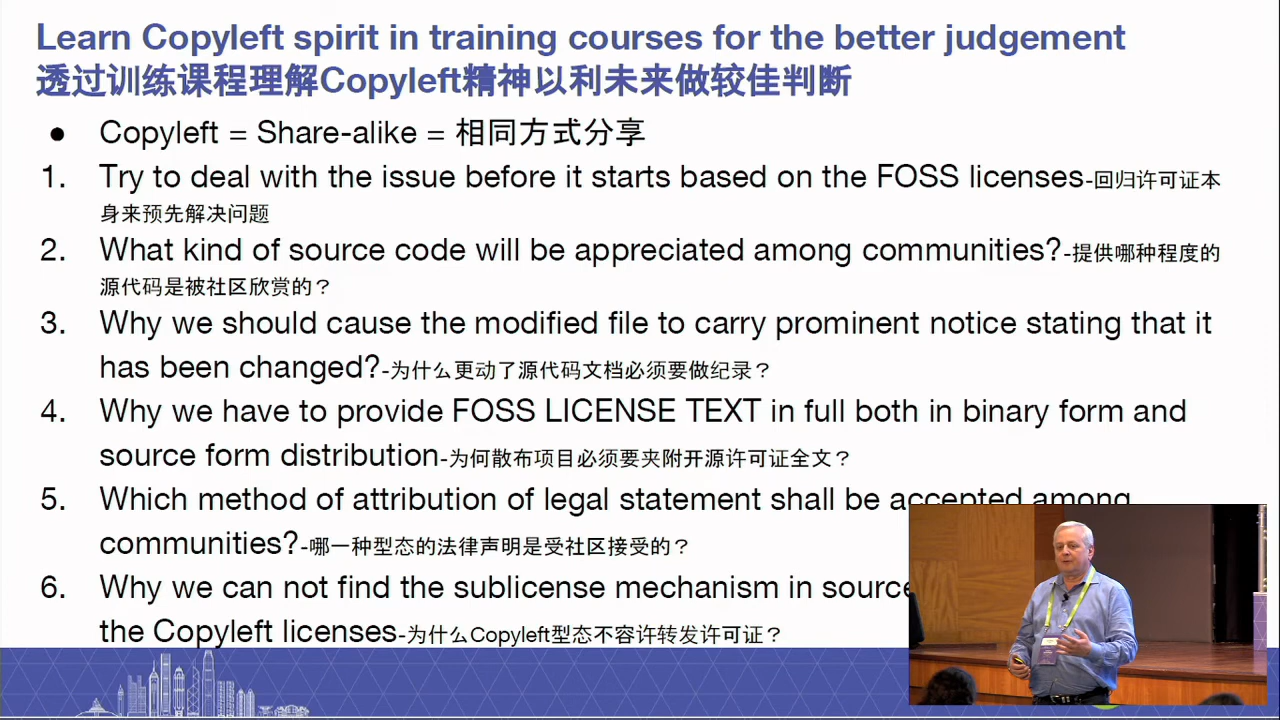 Learn Copyleft spirit in training courses for the better judgement
透过训练课程理解Copyleft精神以利未来做较佳判断
● Copyleft = Share-alike = 相同方式分享
1. Try to deal with the issue before it starts based on the FOSS licenses-回归许可证本
身来预先解决问题
2. What kind of source code will be appreciated among communities?-提供哪种程度的
源代码是被社区欣赏的？
3. Why we should cause the modified file to carry prominent notice stating that it
has been changed?-为什么更动了源代码文档必须要做纪录？
4. Why we have to provide FOSS LICENSE TEXT in full both in binary form and
source form distribution-为何散布项目必须要夹附开源许可证全文？
5. Which method of attribution of legal statement shall be accepted among
communities?-哪一种型态的法律声明是受社区接受的？
6. Why we can not find the sublicense mechanism in source
the Copyleft licenses-为什么Copyleft型态不容许转发许可证？